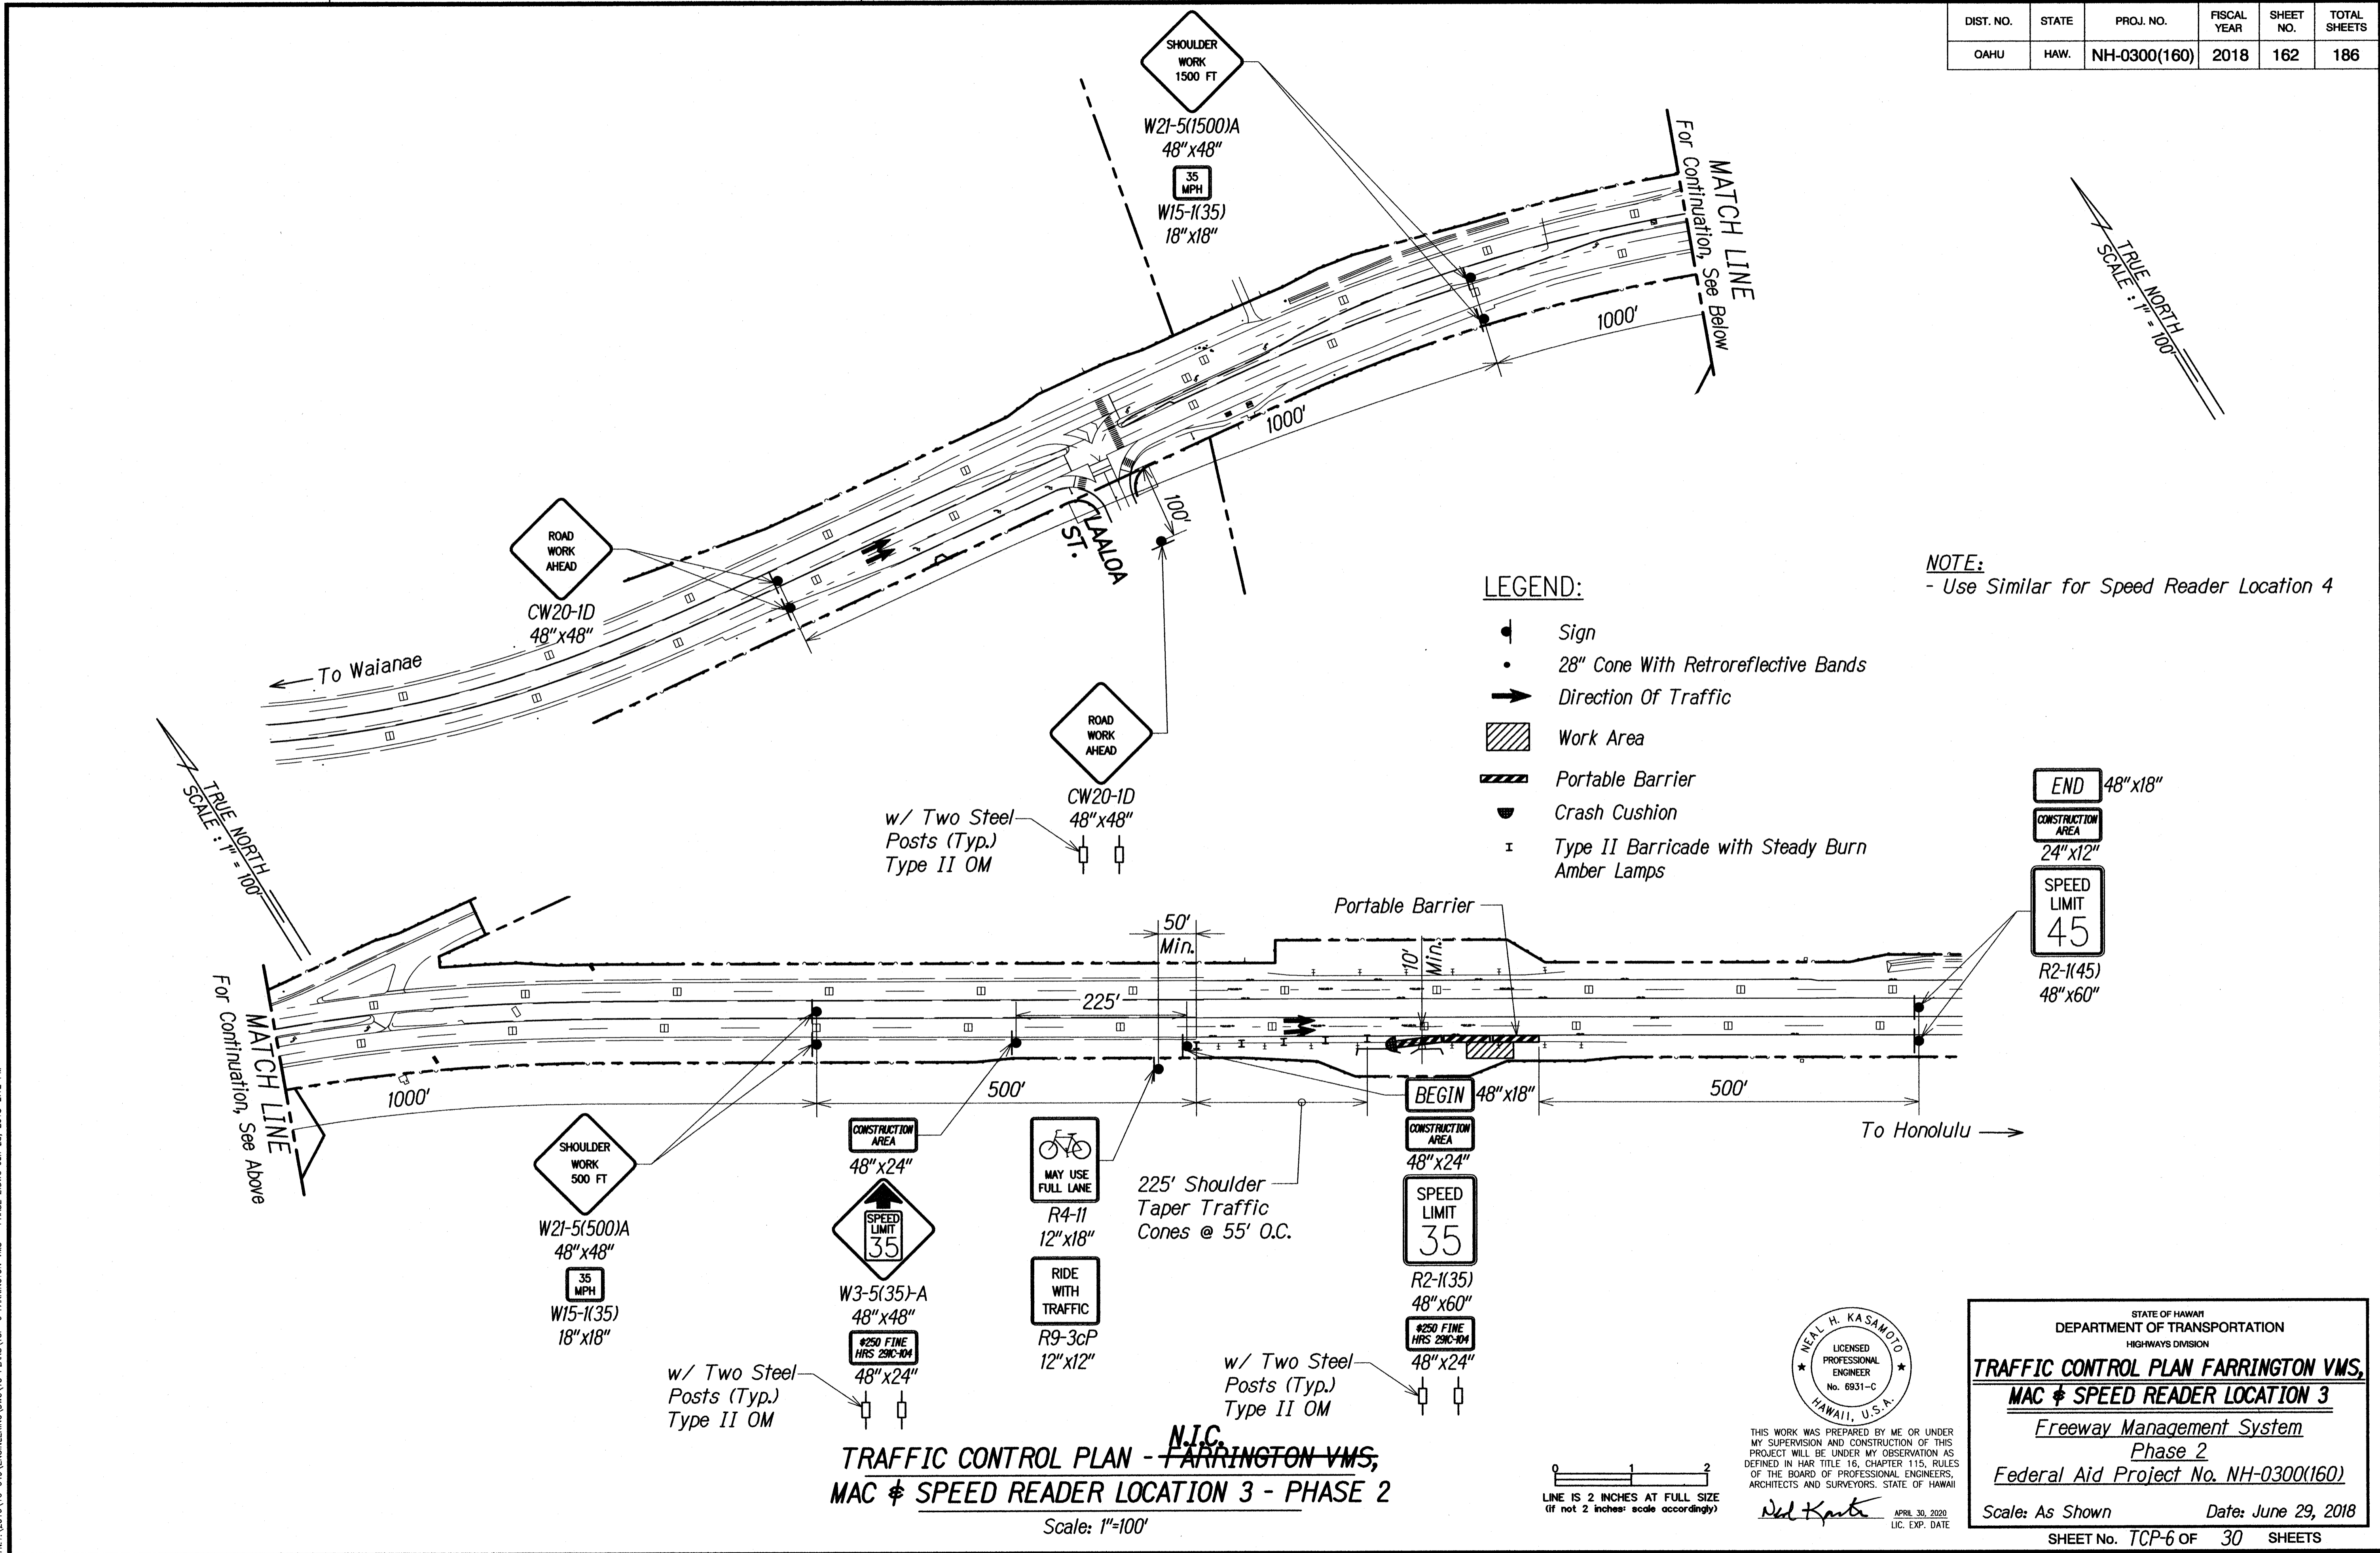 DIST. NO. STATE PROJ. NO. FISCAL YEAR SHEET NO. TOTAL SHEETS
OAHU HAW. NH-0300(160) 2018 162 186
SHOULDER
WORK
1500 FT
W21-5(1500)A
48"x48"
35
MPH
W15-1(35)
18"x18"
MATCH LINE
For Continuation, See Below
TRUE NORTH
SCALE : 1" = 100'
1000'
1000'
100'
LAALOA
ST.
ROAD
WORK
AHEAD
CW20-1D
48"x48"
To Waianae
ROAD
WORK
AHEAD
CW20-1D
48"x48"
w/ Two Steel
Posts (Typ.)
Type II OM
NOTE:
- Use Similar for Speed Reader Location 4
LEGEND:
Sign
28" Cone With Retroreflective Bands
Direction Of Traffic
Work Area
Portable Barrier
Crash Cushion
Type II Barricade with Steady Burn
Amber Lamps
TRUE NORTH
SCALE : 1" = 100'
MATCH LINE
For Continuation, See Above
Portable Barrier
50'
Min.
10'
Min.
225'
1000'
500'
500'
END 48"x18"
CONSTRUCTION
AREA
24"x12"
SPEED
LIMIT
45
R2-1(45)
48"x60"
To Honolulu
SHOULDER
WORK
500 FT
W21-5(500)A
48"x48"
35
MPH
W15-1(35)
18"x18"
CONSTRUCTION
AREA
48"x24"
SPEED
LIMIT
35
W3-5(35)-A
48"x48"
$250 FINE
HRS 291C-104
48"x24"
w/ Two Steel
Posts (Typ.)
Type II OM
MAY USE
FULL LANE
R4-11
12"x18"
RIDE
WITH
TRAFFIC
R9-3cP
12"x12"
225' Shoulder
Taper Traffic
Cones @ 55' O.C.
BEGIN 48"x18"
CONSTRUCTION
AREA
48"x24"
SPEED
LIMIT
35
R2-1(35)
48"x60"
$250 FINE
HRS 291C-104
48"x24"
w/ Two Steel
Posts (Typ.)
Type II OM
N.I.C.
TRAFFIC CONTROL PLAN - FARRINGTON VMS,
MAC & SPEED READER LOCATION 3 - PHASE 2
Scale: 1"=100'
0 1 2
LINE IS 2 INCHES AT FULL SIZE
(if not 2 inches: scale accordingly)
NEAL H. KASAMOTO
LICENSED
PROFESSIONAL
ENGINEER
No. 6931-C
HAWAII, U.S.A.
THIS WORK WAS PREPARED BY ME OR UNDER
MY SUPERVISION AND CONSTRUCTION OF THIS
PROJECT WILL BE UNDER MY OBSERVATION AS
DEFINED IN HAR TITLE 16, CHAPTER 115, RULES
OF THE BOARD OF PROFESSIONAL ENGINEERS,
ARCHITECTS AND SURVEYORS. STATE OF HAWAII
APRIL 30, 2020
LIC. EXP. DATE
STATE OF HAWAII
DEPARTMENT OF TRANSPORTATION
HIGHWAYS DIVISION
TRAFFIC CONTROL PLAN FARRINGTON VMS,
MAC & SPEED READER LOCATION 3
Freeway Management System
Phase 2
Federal Aid Project No. NH-0300(160)
Scale: As Shown Date: June 29, 2018
SHEET No. TCP-6 OF 30 SHEETS